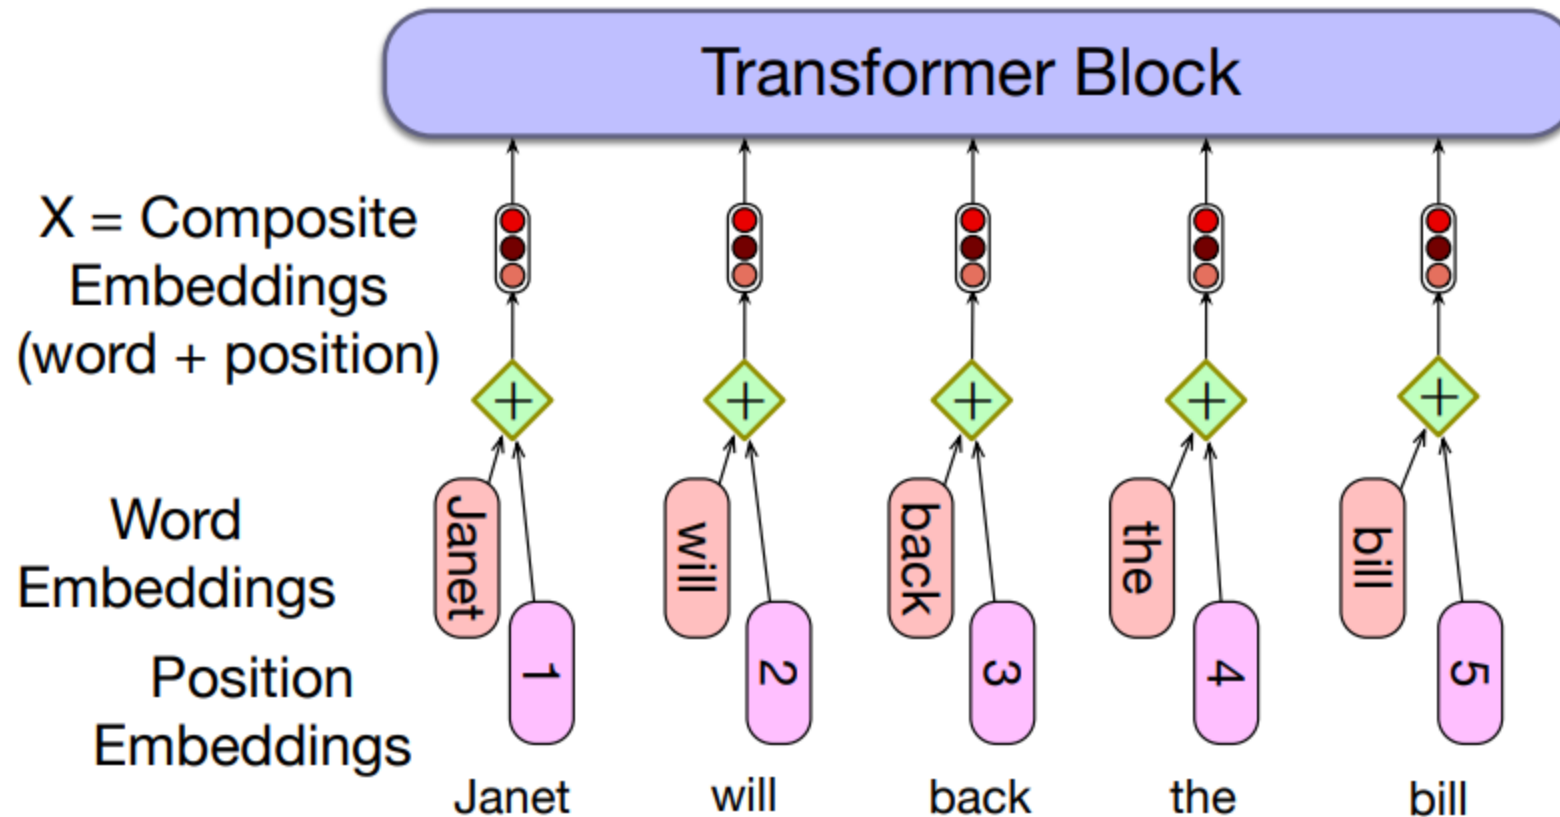 Transformer Block
X = Composite
Embeddings
(word + position)
+ + + + +
Word
Embeddings
Janet will back the bill
Position
Embeddings
1 2 3 4 5
Janet will back the bill